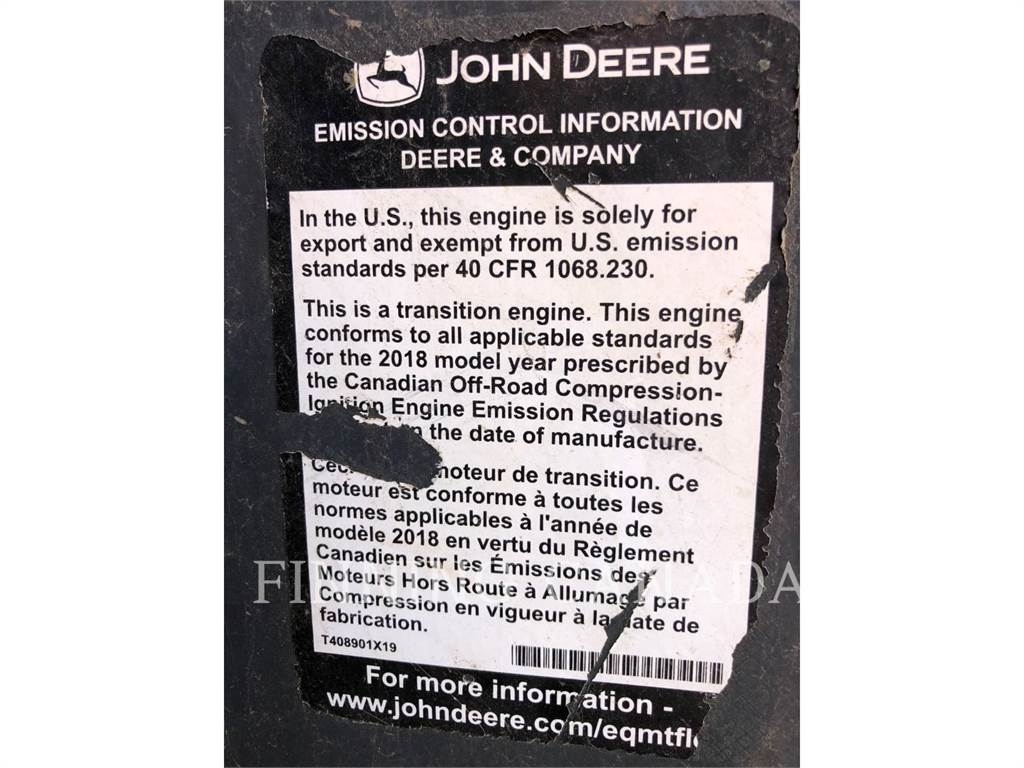 JOHN DEERE
EMISSION CONTROL INFORMATION
DEERE & COMPANY
In the U.S., this engine is solely for
export and exempt from U.S. emission
standards per 40 CFR 1068.230.
This is a transition engine. This engine
conforms to all applicable standards
for the 2018 model year prescribed by
the Canadian Off-Road Compression-
Ignition Engine Emission Regulations
the date of manufacture.
moteur de transition. Ce
moteur est conforme à toutes les
normes applicables à l'année de
modèle 2018 en vertu du Règlement
Canadien sur les Émissions des
Moteurs Hors Route à Allumage par
Compression en vigueur à la date de
fabrication.
T408901X19
For more information -
www.johndeere.com/eqmtfl
FINNING CANADA